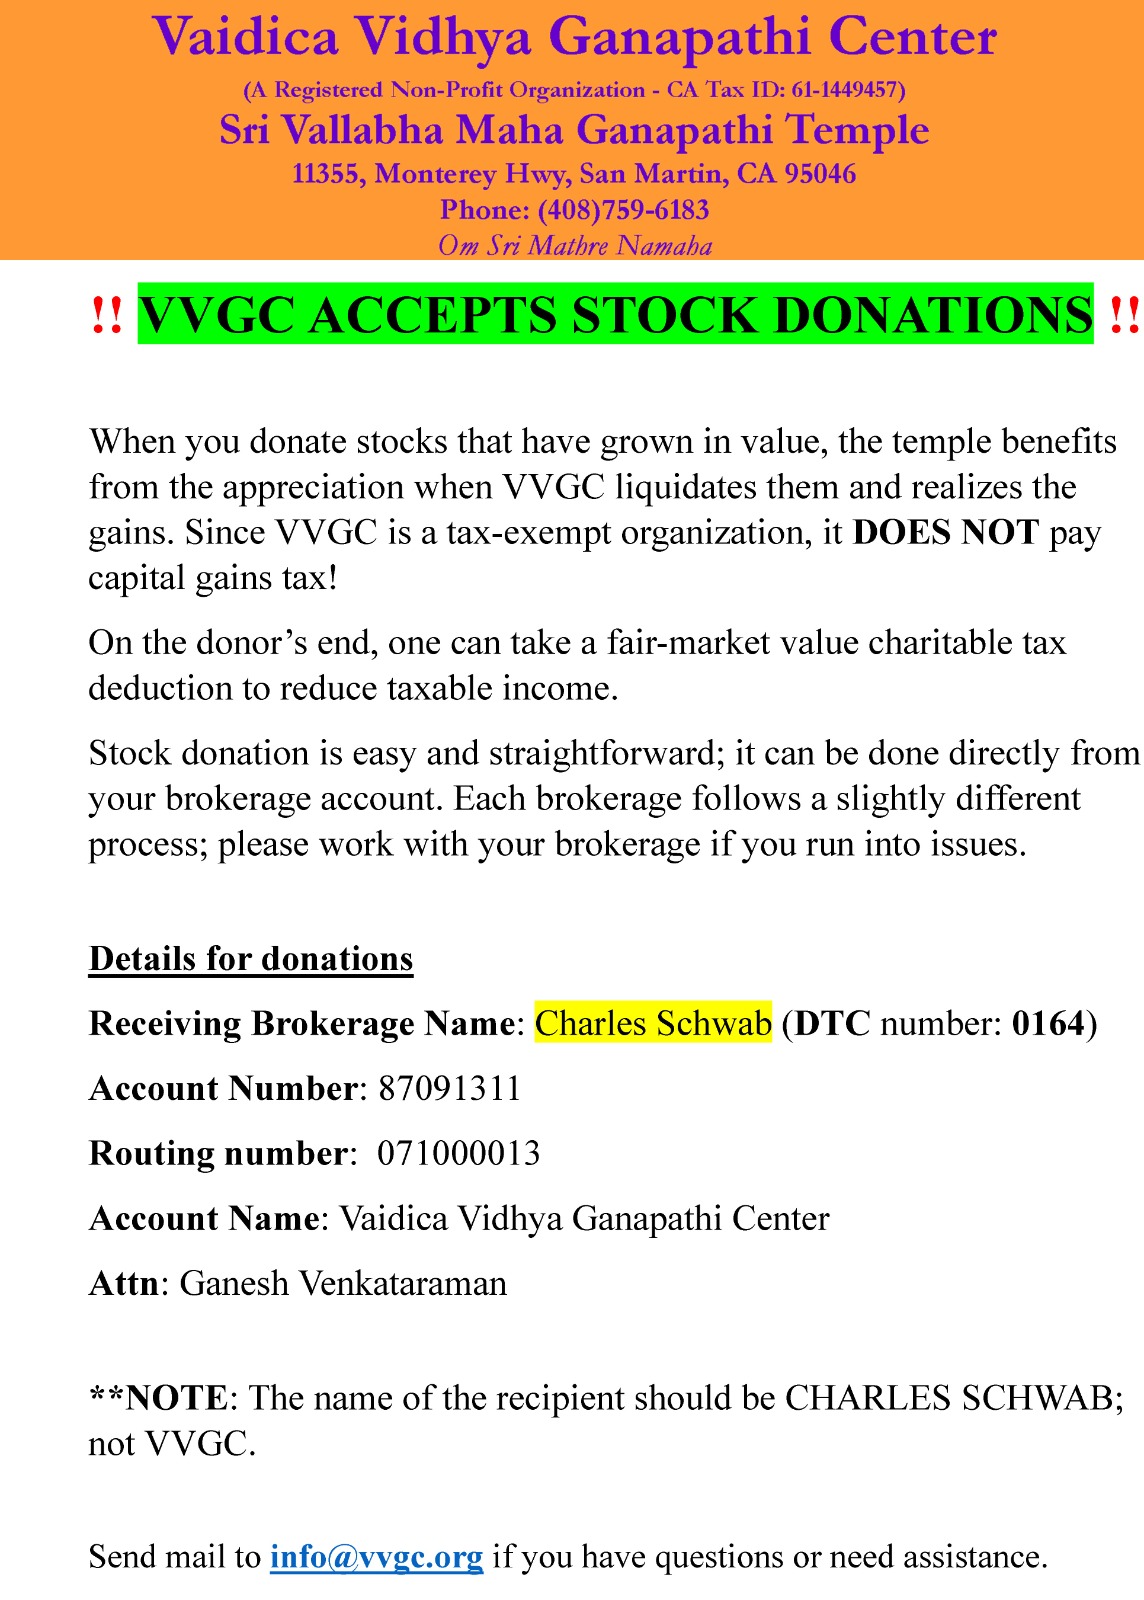 Vaidica Vidhya Ganapathi Center
(A Registered Non-Profit Organization - CA Tax ID: 61-1449457)
Sri Vallabha Maha Ganapathi Temple
11355, Monterey Hwy, San Martin, CA 95046
Phone: (408)759-6183
Om Sri Mathre Namaha
!! VVGC ACCEPTS STOCK DONATIONS !!
When you donate stocks that have grown in value, the temple benefits
from the appreciation when VVGC liquidates them and realizes the
gains. Since VVGC is a tax-exempt organization, it DOES NOT pay
capital gains tax!
On the donor’s end, one can take a fair-market value charitable tax
deduction to reduce taxable income.
Stock donation is easy and straightforward; it can be done directly from
your brokerage account. Each brokerage follows a slightly different
process; please work with your brokerage if you run into issues.
Details for donations
Receiving Brokerage Name: Charles Schwab (DTC number: 0164)
Account Number: 87091311
Routing number:  071000013
Account Name: Vaidica Vidhya Ganapathi Center
Attn: Ganesh Venkataraman
**NOTE: The name of the recipient should be CHARLES SCHWAB;
not VVGC.
Send mail to info@vvgc.org if you have questions or need assistance.